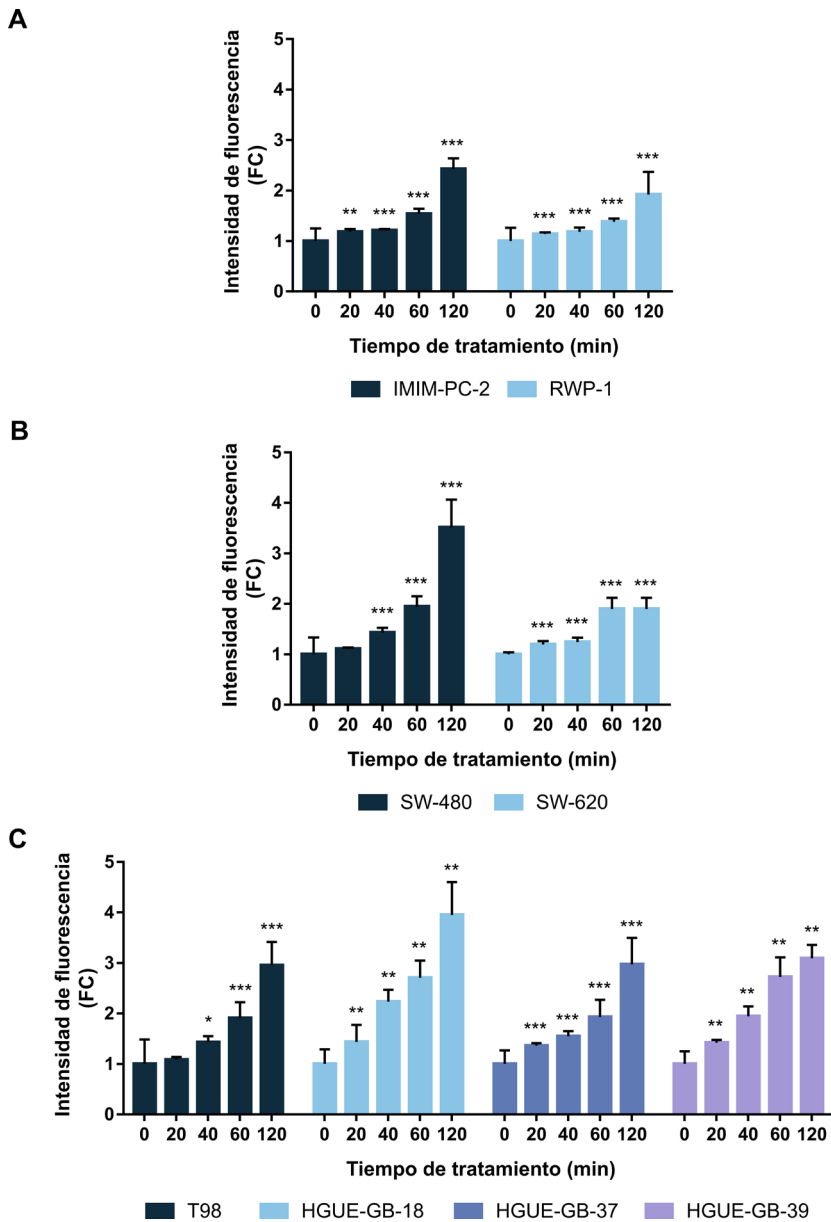 A
Intensidad de fluorescencia
(FC)
5
4
3
2
1
0
** *** *** *** *** *** *** ***
0 20 40 60 120 0 20 40 60 120
Tiempo de tratamiento (min)
IMIM-PC-2 RWP-1
B
Intensidad de fluorescencia
(FC)
5
4
3
2
1
0
*** *** *** *** *** *** ***
0 20 40 60 120 0 20 40 60 120
Tiempo de tratamiento (min)
SW-480 SW-620
C
Intensidad de fluorescencia
(FC)
5
4
3
2
1
0
* *** *** ** ** ** ** *** *** *** *** ** ** ** **
0 20 40 60 120 0 20 40 60 120 0 20 40 60 120 0 20 40 60 120
Tiempo de tratamiento (min)
T98 HGUE-GB-18 HGUE-GB-37 HGUE-GB-39